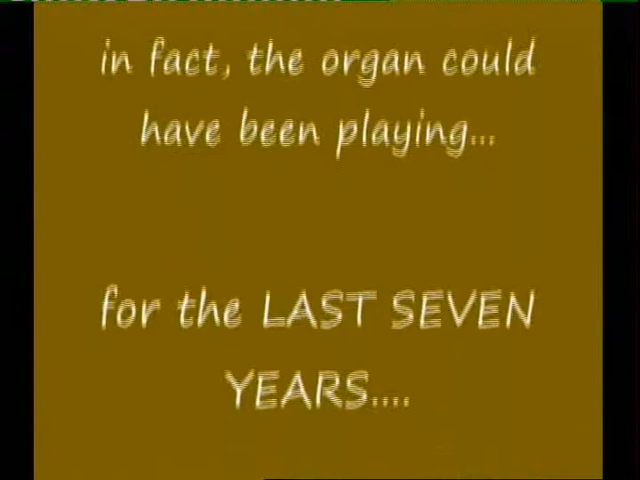 in fact, the organ could
have been playing...
for the LAST SEVEN
YEARS....